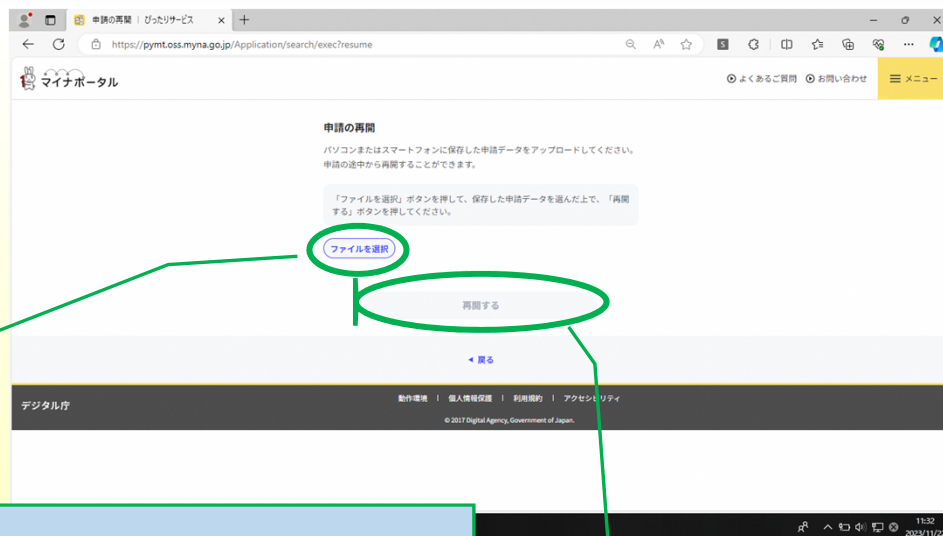 申請の再開 | ぴったりサービス
https://pymt.oss.myna.go.jp/Application/search/exec?resume
マイナポータル
よくあるご質問 お問い合わせ メニュー
申請の再開
パソコンまたはスマートフォンに保存した申請データをアップロードしてください。
申請の途中から再開することができます。
「ファイルを選択」ボタンを押して、保存した申請データを選んだ上で、「再開
する」ボタンを押してください。
ファイルを選択
再開する
戻る
デジタル庁
動作環境 | 個人情報保護 | 利用規約 | アクセシビリティ
© 2017 Digital Agency, Government of Japan.
11:32